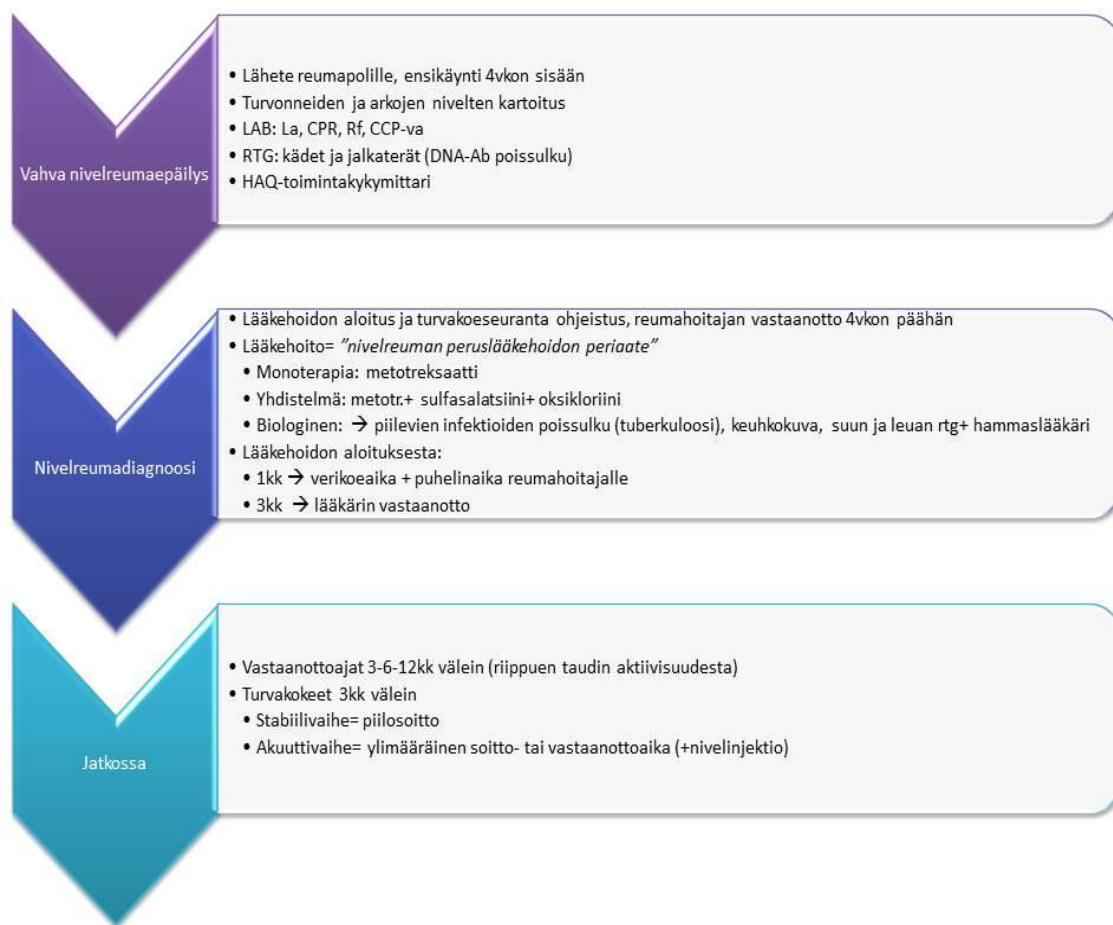 Vahva nivelreumaepäily
• Lähete reumapolille, ensikäynti 4vkon sisään
• Turvonneiden ja arkojen nivelten kartoitus
• LAB: La, CPR, Rf, CCP-va
• RTG: kädet ja jalkaterät (DNA-Ab poissulku)
• HAQ-toimintakykymittari
Nivelreumadiagnoosi
• Lääkehoidon aloitus ja turvakoeseuranta ohjeistus, reumahoitajan vastaanotto 4vkon päähän
• Lääkehoito= "nivelreuman peruslääkehoidon periaate"
• Monoterapia: metotreksaatti
• Yhdistelmä: metotr.+ sulfasalatsiini+ oksikloriini
• Biologinen: → piilevien infektioiden poissulku (tuberkuloosi), keuhkokuva, suun ja leuan rtg+ hammaslääkäri
• Lääkehoidon aloituksesta:
• 1kk → verikoeaika + puhelinaika reumahoitajalle
• 3kk → lääkärin vastaanotto
Jatkossa
• Vastaanottoajat 3-6-12kk välein (riippuen taudin aktiivisuudesta)
• Turvakokeet 3kk välein
• Stabiilivaihe= piilosoitto
• Akuuttivaihe= ylimääräinen soitto- tai vastaanottoaika (+nivelinjektio)